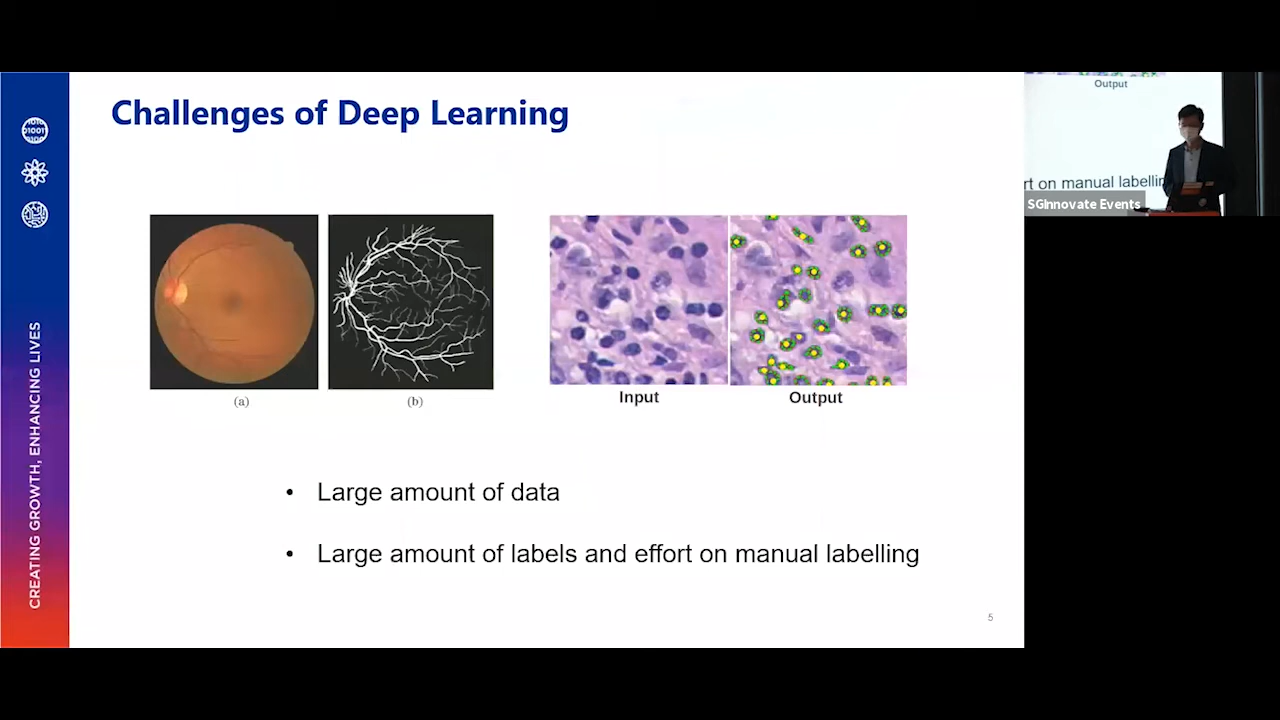 Challenges of Deep Learning
(a)
(b)
Input
Output
• Large amount of data
• Large amount of labels and effort on manual labelling
5
CREATING GROWTH, ENHANCING LIVES
Output
rt on manual labellin
SGInnovate Events